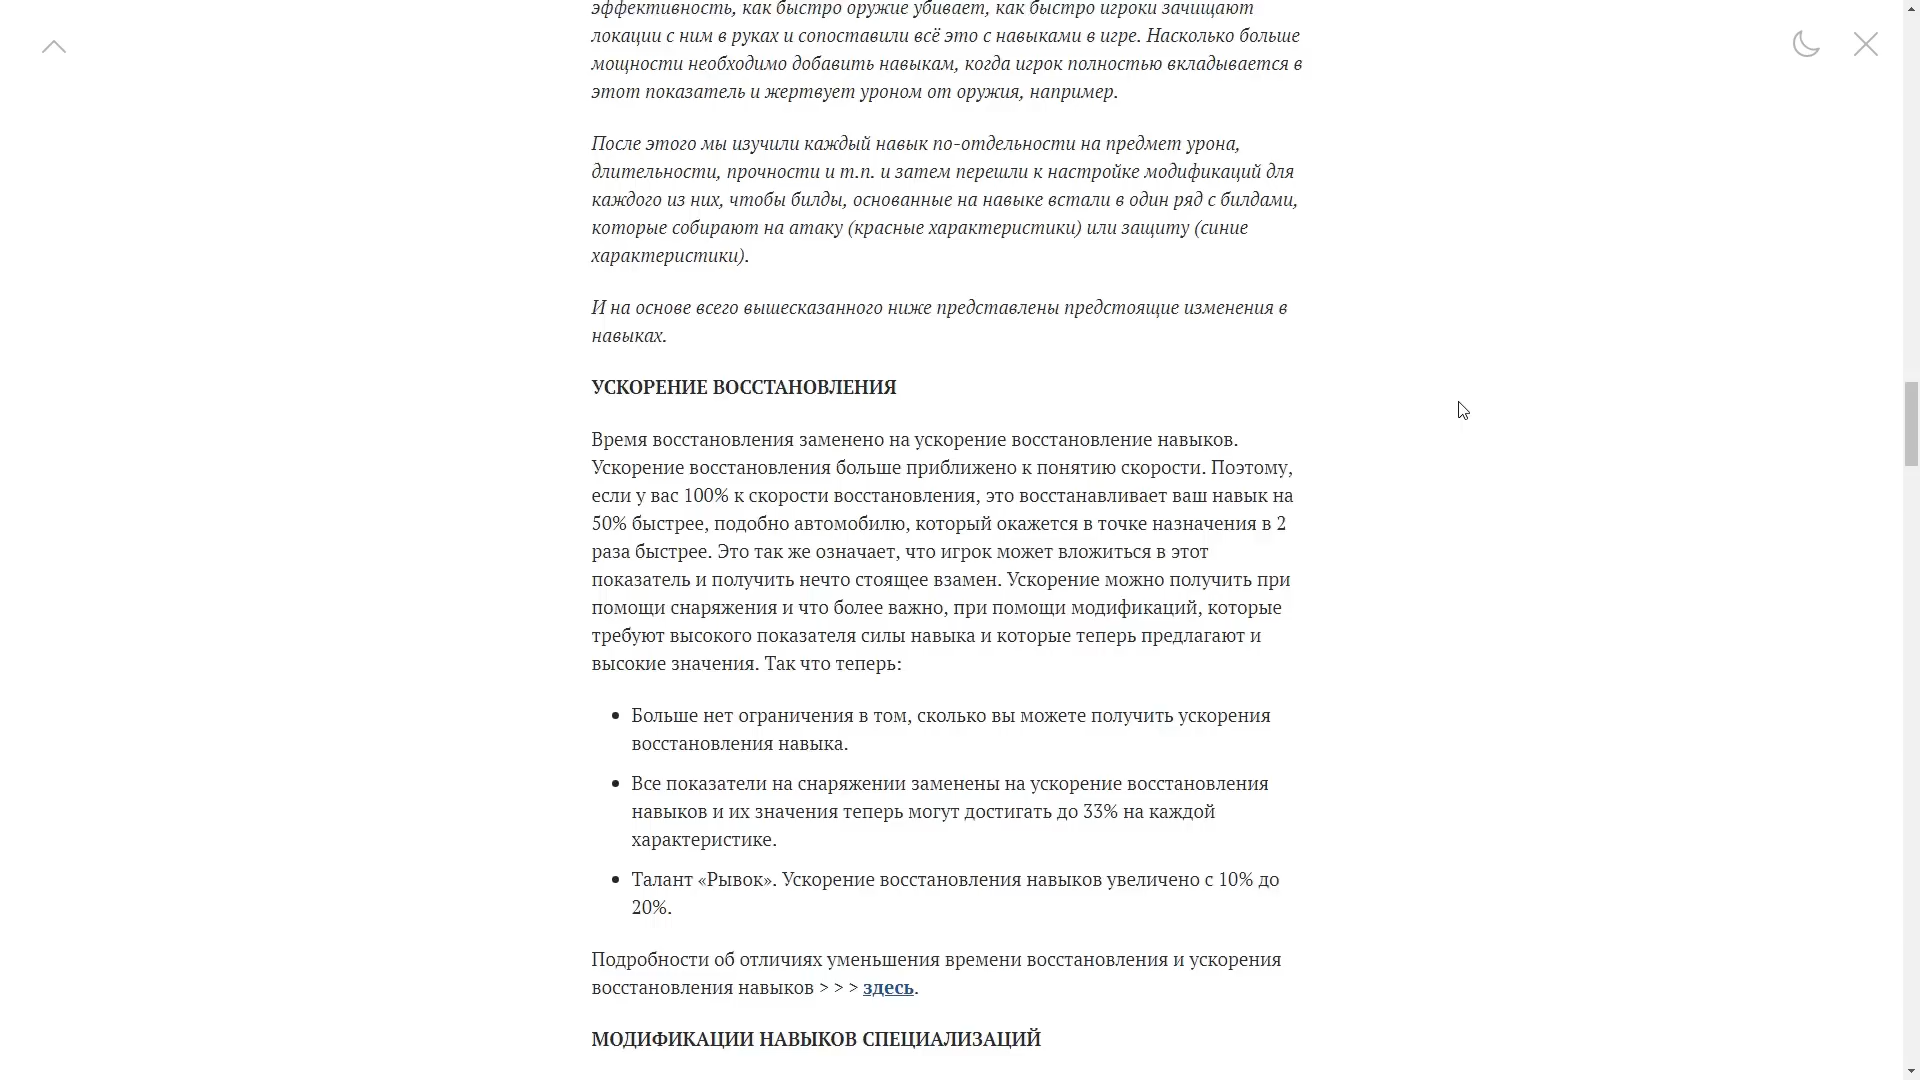 эффективность, как быстро оружие убивает, как быстро игроки зачищают
локации с ним в руках и сопоставили всё это с навыками в игре. Насколько больше
мощности необходимо добавить навыкам, когда игрок полностью вкладывается в
этот показатель и жертвует уроном от оружия, например.
После этого мы изучили каждый навык по-отдельности на предмет урона,
длительности, прочности и т.п. и затем перешли к настройке модификаций для
каждого из них, чтобы билды, основанные на навыке встали в один ряд с билдами,
которые собирают на атаку (красные характеристики) или защиту (синие
характеристики).
И на основе всего вышесказанного ниже представлены предстоящие изменения в
навыках.
УСКОРЕНИЕ ВОССТАНОВЛЕНИЯ
Время восстановления заменено на ускорение восстановление навыков.
Ускорение восстановления больше приближено к понятию скорости. Поэтому,
если у вас 100% к скорости восстановления, это восстанавливает ваш навык на
50% быстрее, подобно автомобилю, который окажется в точке назначения в 2
раза быстрее. Это так же означает, что игрок может вложиться в этот
показатель и получить нечто стоящее взамен. Ускорение можно получить при
помощи снаряжения и что более важно, при помощи модификаций, которые
требуют высокого показателя силы навыка и которые теперь предлагают и
высокие значения. Так что теперь:
• Больше нет ограничения в том, сколько вы можете получить ускорения
восстановления навыка.
• Все показатели на снаряжении заменены на ускорение восстановления
навыков и их значения теперь могут достигать до 33% на каждой
характеристике.
• Талант «Рывок». Ускорение восстановления навыков увеличено с 10% до
20%.
Подробности об отличиях уменьшения времени восстановления и ускорения
восстановления навыков > > > здесь.
МОДИФИКАЦИИ НАВЫКОВ СПЕЦИАЛИЗАЦИЙ